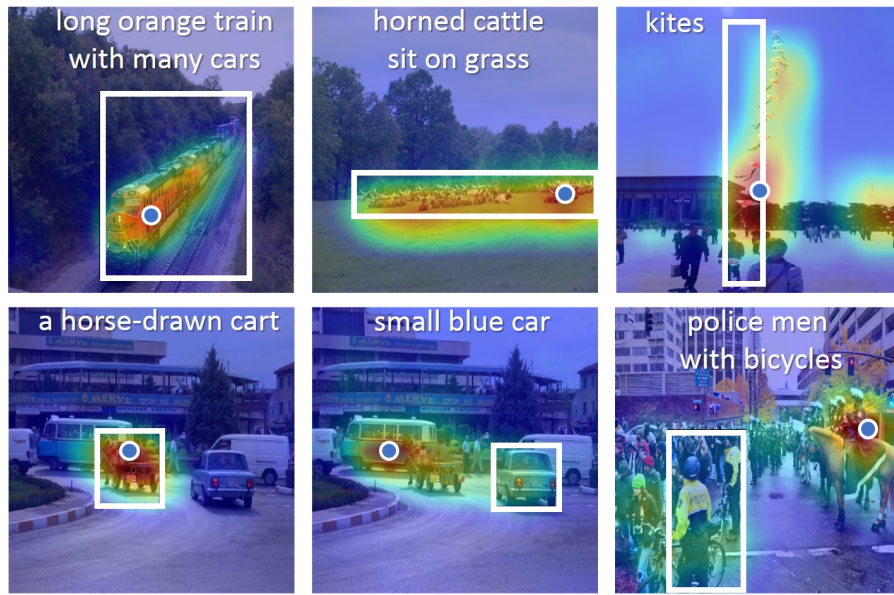 long orange train
with many cars
horned cattle
sit on grass
kites
a horse-drawn cart
small blue car
police men
with bicycles
MERVE
MERVE
POLICE